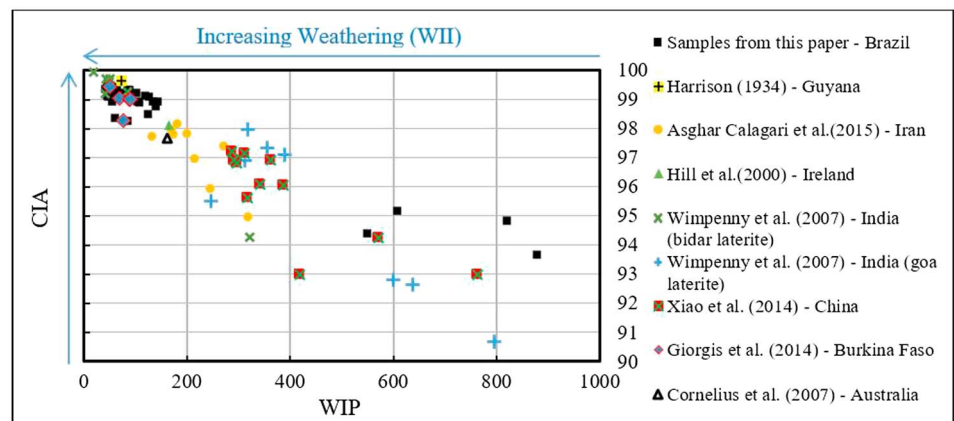 Increasing Weathering (WII)
CIA
100
99
98
97
96
95
94
93
92
91
90
0 200 400 600 800 1000
WIP
Samples from this paper - Brazil
Harrison (1934) - Guyana
Asghar Calagari et al.(2015) - Iran
Hill et al.(2000) - Ireland
Wimpenny et al. (2007) - India
(bidar laterite)
Wimpenny et al. (2007) - India (goa
laterite)
Xiao et al. (2014) - China
Giorgis et al. (2014) - Burkina Faso
Cornelius et al. (2007) - Australia